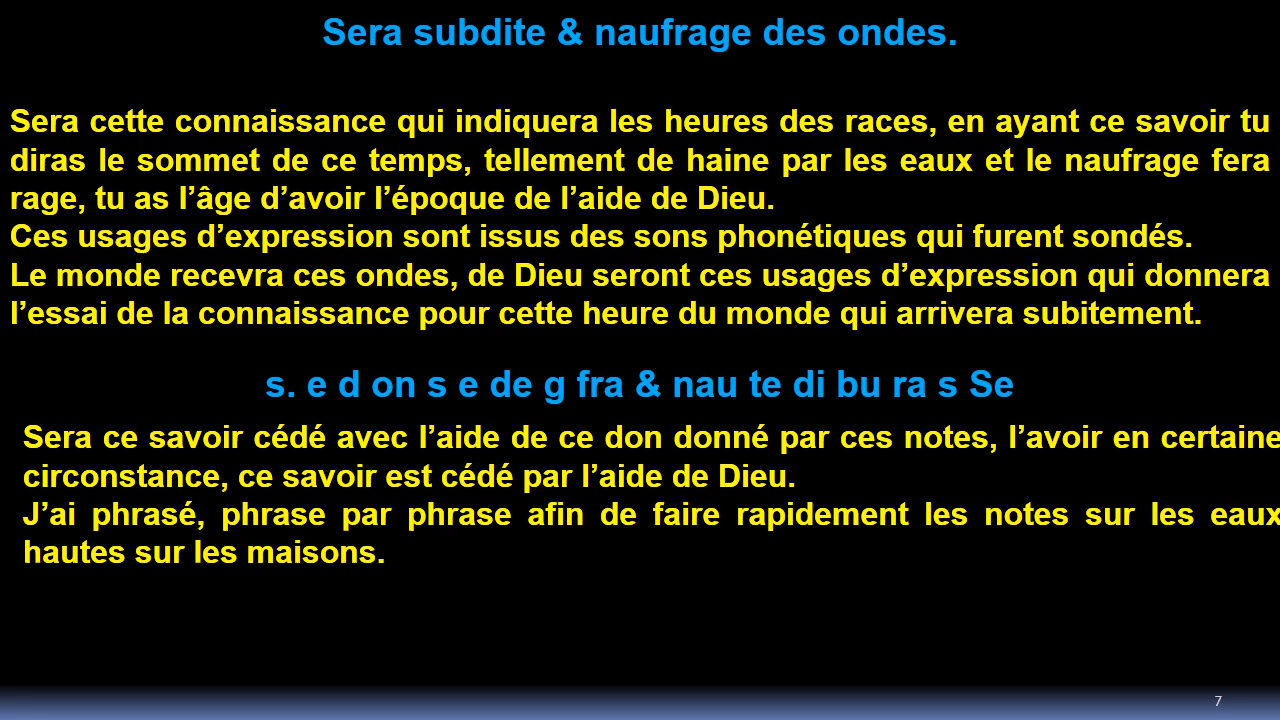 Sera subdite & naufrage des ondes.
Sera cette connaissance qui indiquera les heures des races, en ayant ce savoir tu
diras le sommet de ce temps, tellement de haine par les eaux et le naufrage fera
rage, tu as l’âge d’avoir l’époque de l’aide de Dieu.
Ces usages d’expression sont issus des sons phonétiques qui furent sondés.
Le monde recevra ces ondes, de Dieu seront ces usages d’expression qui donnera
l’essai de la connaissance pour cette heure du monde qui arrivera subitement.
s. e d on s e de g fra & nau te di bu ra s Se
Sera ce savoir cédé avec l’aide de ce don donné par ces notes, l’avoir en certaine
circonstance, ce savoir est cédé par l’aide de Dieu.
J’ai phrasé, phrase par phrase afin de faire rapidement les notes sur les eaux
hautes sur les maisons.
7